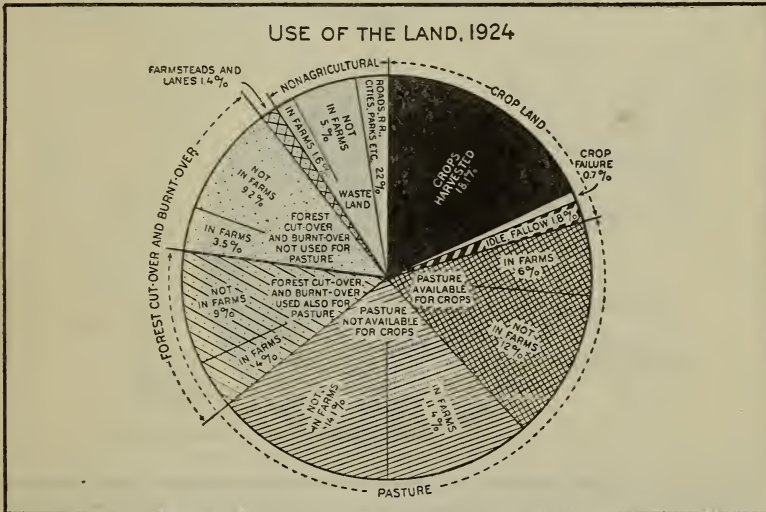 USE OF THE LAND, 1924
FARMSTEADS AND
LANES 1.4%
NONAGRICULTURAL
CROP LAND
FOREST CUT-OVER AND BURNT-OVER
PASTURE
CROPS
HARVESTED
18.1%
CROP
FAILURE
0.7%
IDLE, FALLOW 1.8%
IN FARMS
6%
NOT
IN FARMS
12%
PASTURE
AVAILABLE
FOR CROPS
IN
FARMS
11.4%
NOT
IN FARMS
14.1%
PASTURE
NOT AVAILABLE
FOR CROPS
IN FARMS
4%
NOT
IN FARMS
9%
FOREST CUT-OVER,
AND BURNT-OVER
USED ALSO FOR
PASTURE
IN FARMS
3.5%
NOT
IN FARMS
9.2%
FOREST
CUT-OVER
AND BURNT-OVER
NOT USED FOR
PASTURE
IN FARMS 1.6%
NOT
IN FARMS
5%
WASTE
LAND
ROADS, R.R.,
CITIES, PARKS
ETC. 2.2%